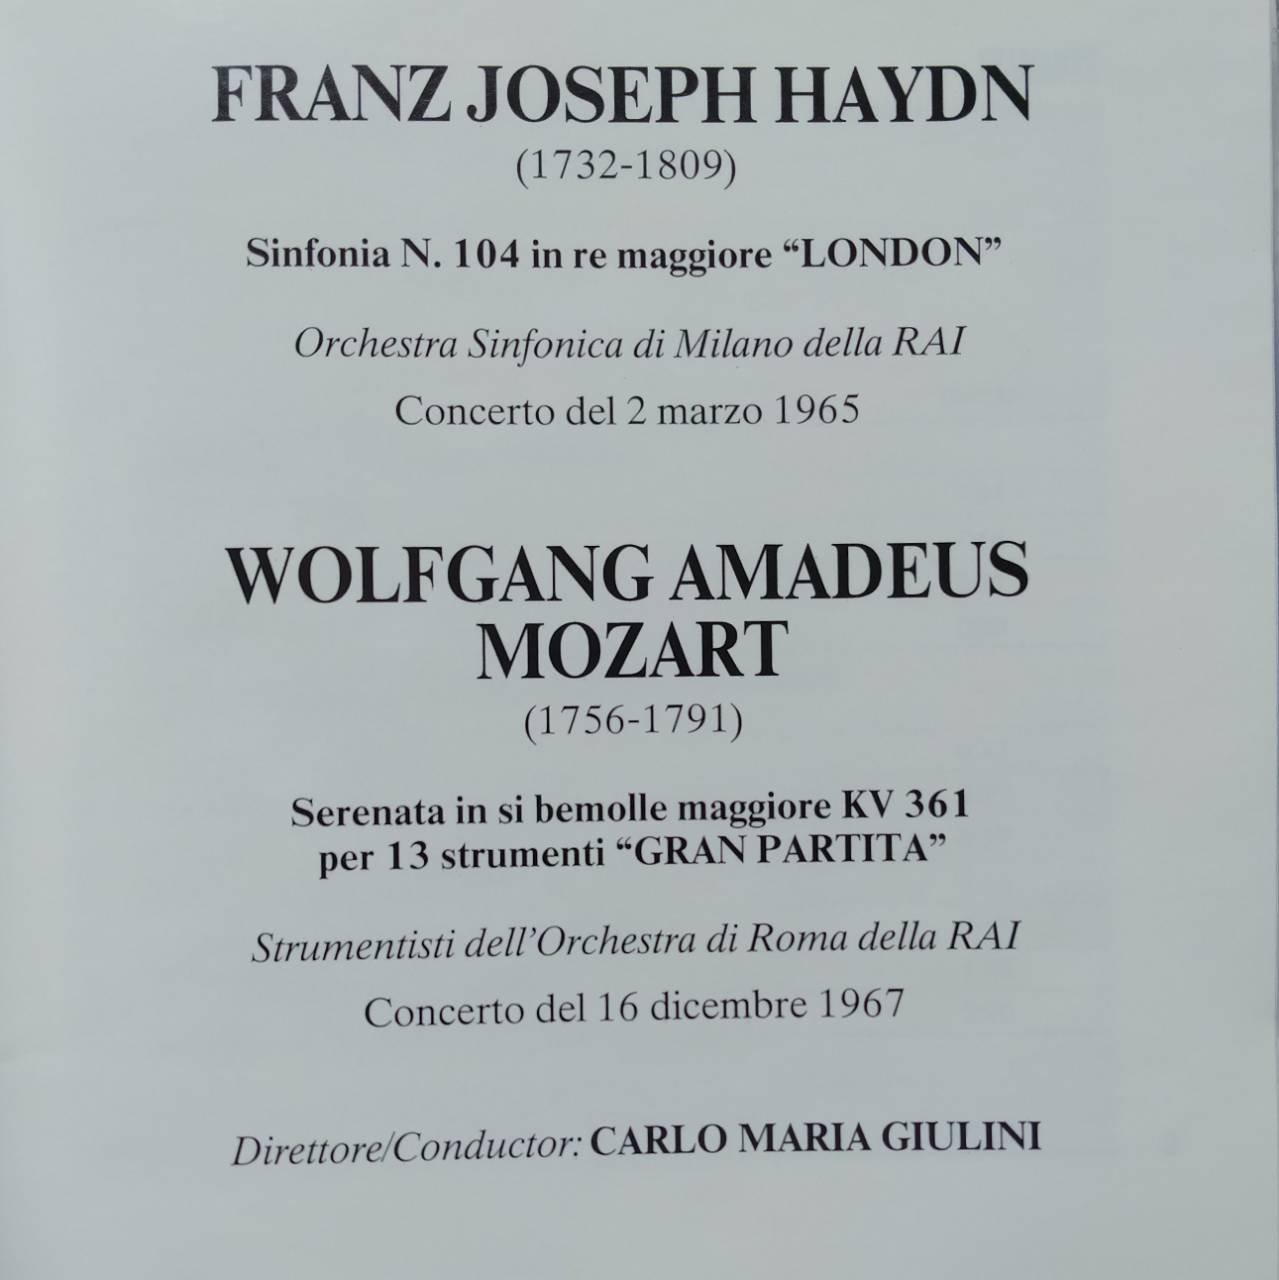 FRANZ JOSEPH HAYDN
(1732-1809)
Sinfonia N. 104 in re maggiore “LONDON”
Orchestra Sinfonica di Milano della RAI
Concerto del 2 marzo 1965
WOLFGANG AMADEUS
MOZART
(1756-1791)
Serenata in si bemolle maggiore KV 361
per 13 strumenti “GRAN PARTITA”
Strumentisti dell’Orchestra di Roma della RAI
Concerto del 16 dicembre 1967
Direttore/Conductor: CARLO MARIA GIULINI